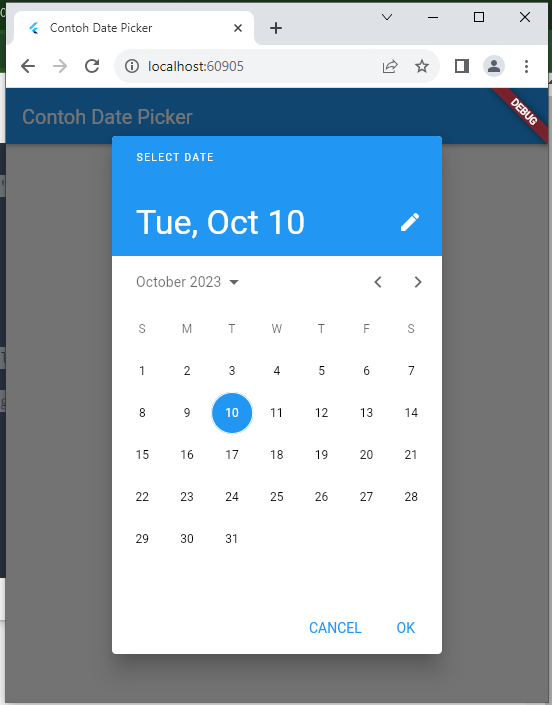 Contoh Date Picker
localhost:60905
Contoh Date Picker
DEBUG
SELECT DATE
Tue, Oct 10
October 2023
S M T W T F S
1 2 3 4 5 6 7
8 9 10 11 12 13 14
15 16 17 18 19 20 21
22 23 24 25 26 27 28
29 30 31
CANCEL OK